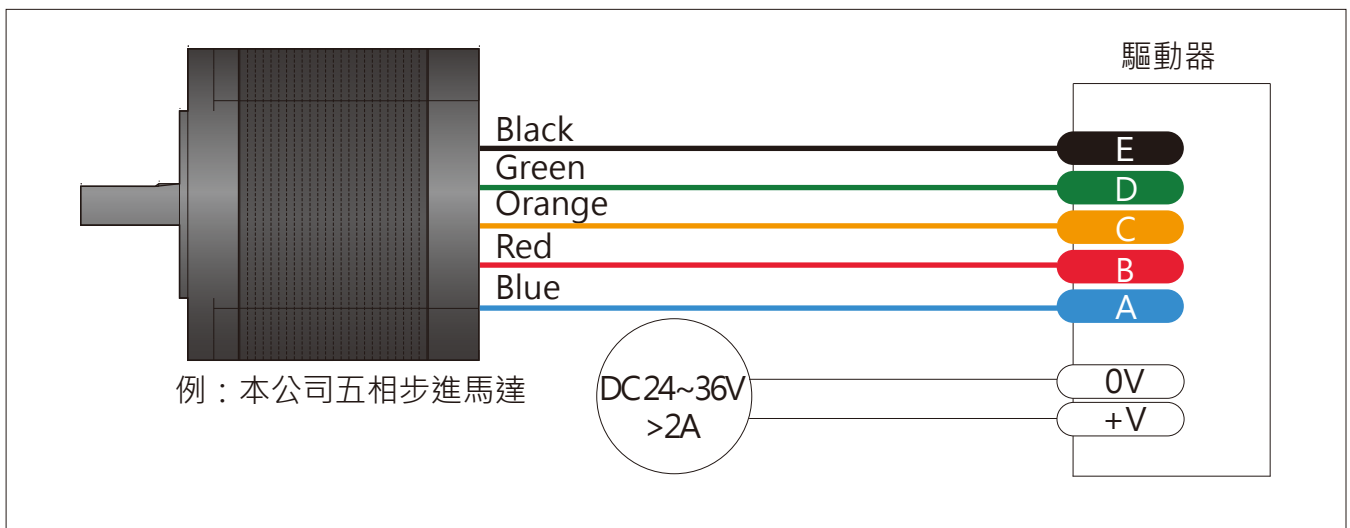 驅動器
Black
E
Green
D
Orange
C
Red
B
Blue
A
例：本公司五相步進馬達
DC24~36V
>2A
0V
+V